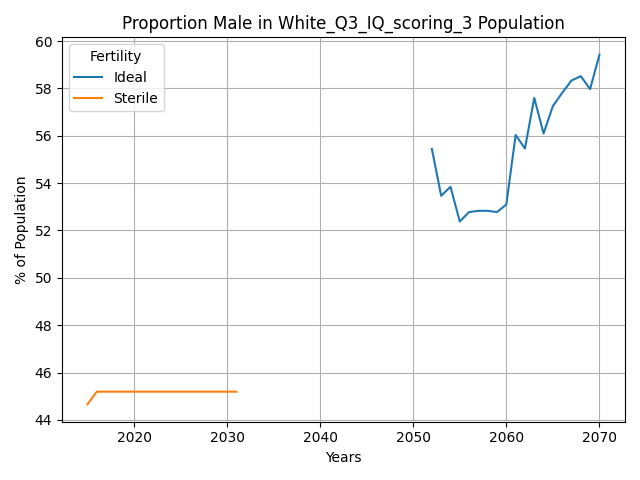 Proportion Male in White_Q3_IQ_scoring_3 Population
Fertility
Ideal
Sterile
% of Population
60
58
56
54
52
50
48
46
44
2020 2030 2040 2050 2060 2070
Years